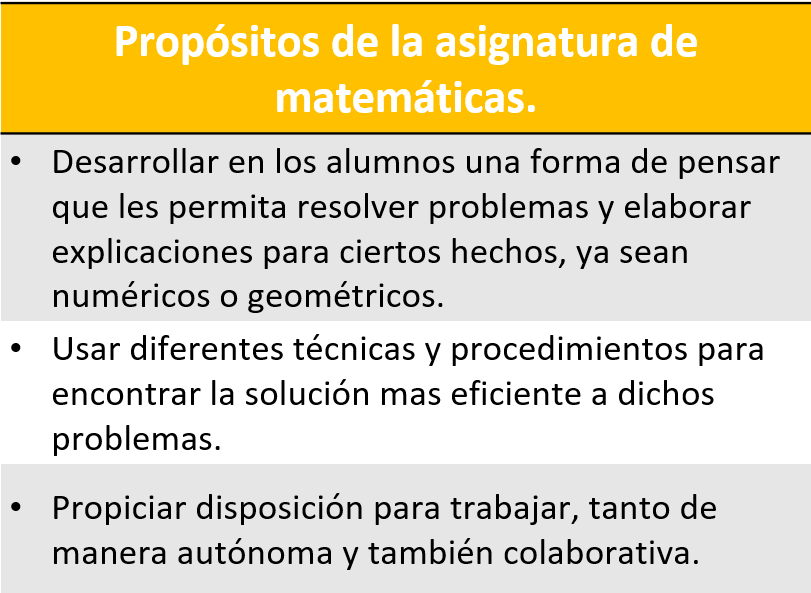 Propósitos de la asignatura de
matemáticas.
• Desarrollar en los alumnos una forma de pensar
que les permita resolver problemas y elaborar
explicaciones para ciertos hechos, ya sean
numéricos o geométricos.
• Usar diferentes técnicas y procedimientos para
encontrar la solución mas eficiente a dichos
problemas.
• Propiciar disposición para trabajar, tanto de
manera autónoma y también colaborativa.